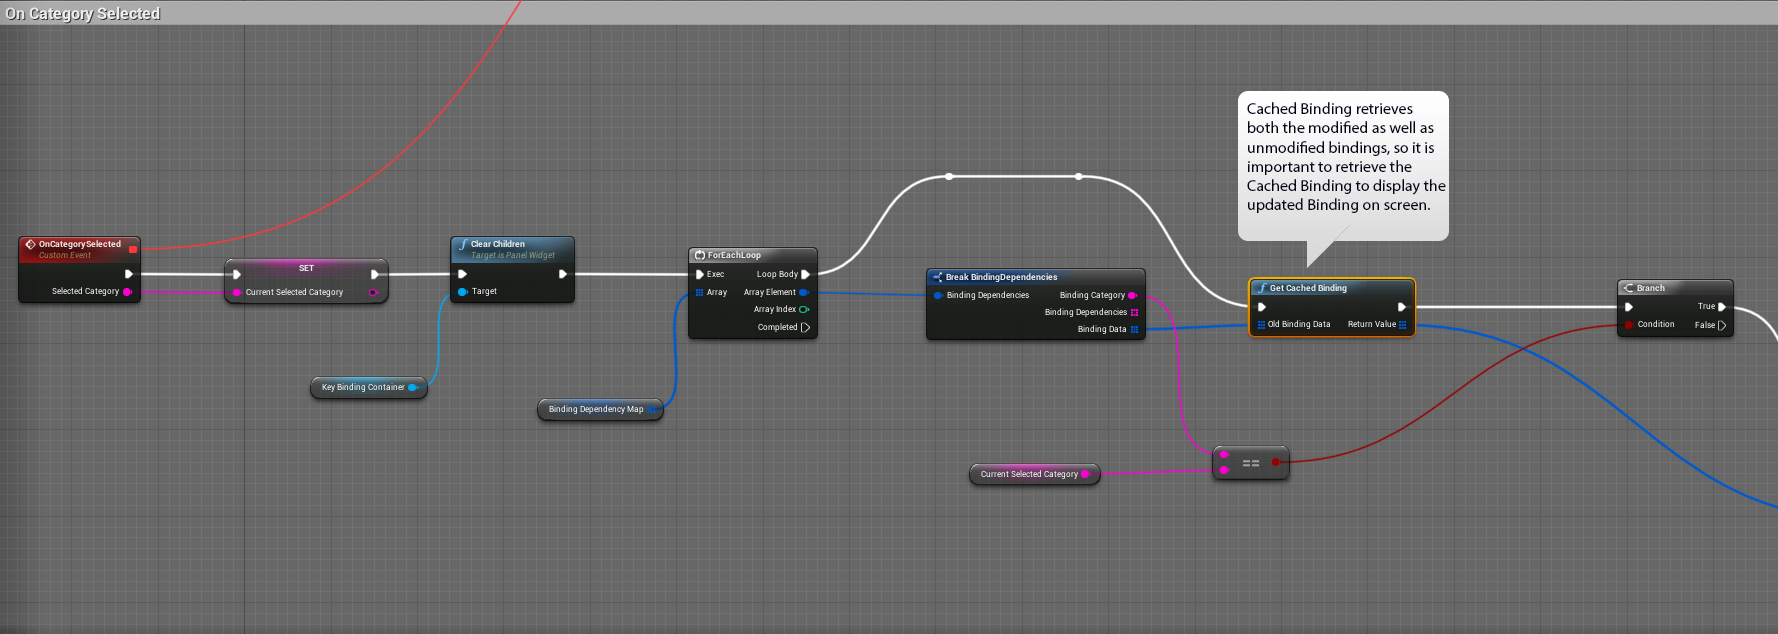 On Category Selected
Cached Binding retrieves
both the modified as well as
unmodified bindings, so it is
important to retrieve the
Cached Binding to display the
updated Binding on screen.
OnCategorySelected
Custom Event
Selected Category
SET
Current Selected Category
Clear Children
Target is Panel Widget
Target
Key Binding Container
ForEachLoop
Exec Loop Body
Array Array Element
Array Index
Completed
Binding Dependency Map
Break BindingDependencies
Binding Dependencies Binding Category
Binding Dependencies
Binding Data
Current Selected Category
==
Get Cached Binding
Old Binding Data Return Value
Branch
True
Condition False